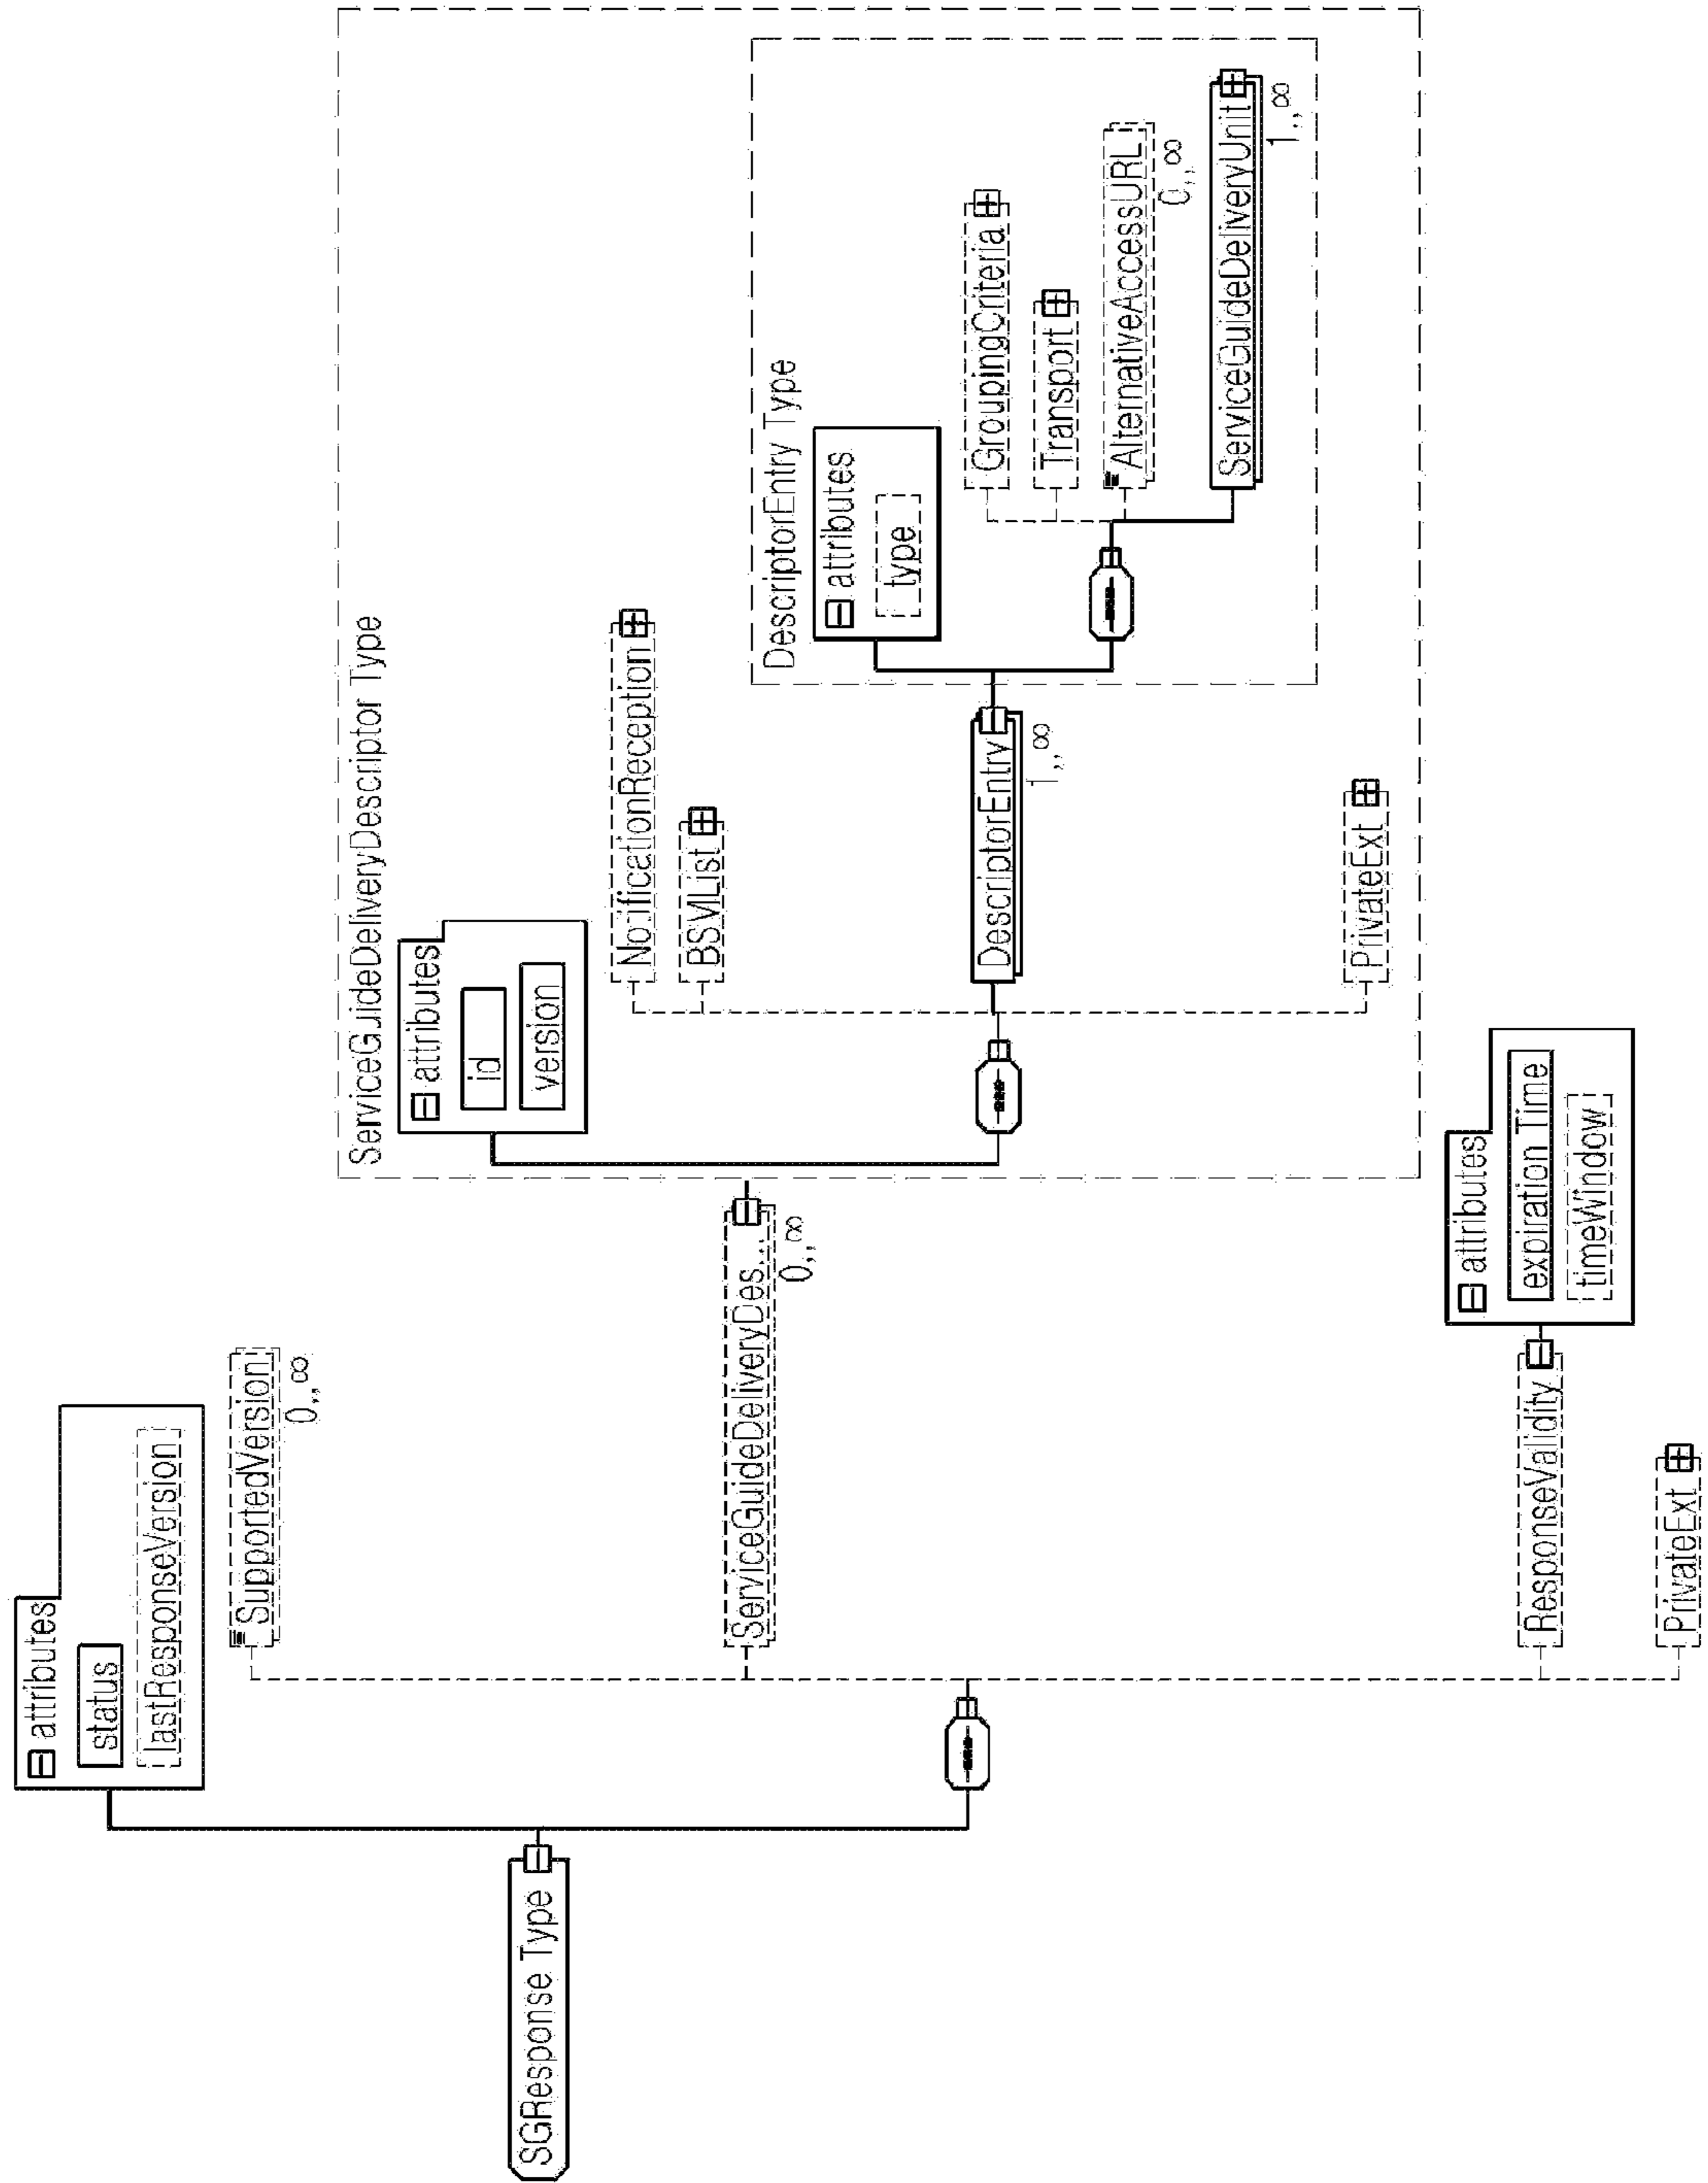 SGResponse Type
attributes
status
lastResponseVersion
SupportedVersion
0,,∞
ServiceGuideDeliveryDes...
0,,∞
ServiceGuideDeliveryDescriptor Type
attributes
id
version
NotificationReception
BSMList
DescriptorEntry
1,,∞
DescriptorEntry Type
attributes
type
GroupingCriteria
Transport
AlternativeAccessURL
0,,∞
ServiceGuideDeliveryUnit
1,,∞
PrivateExt
ResponseValidity
attributes
expiration Time
timeWindow
PrivateExt